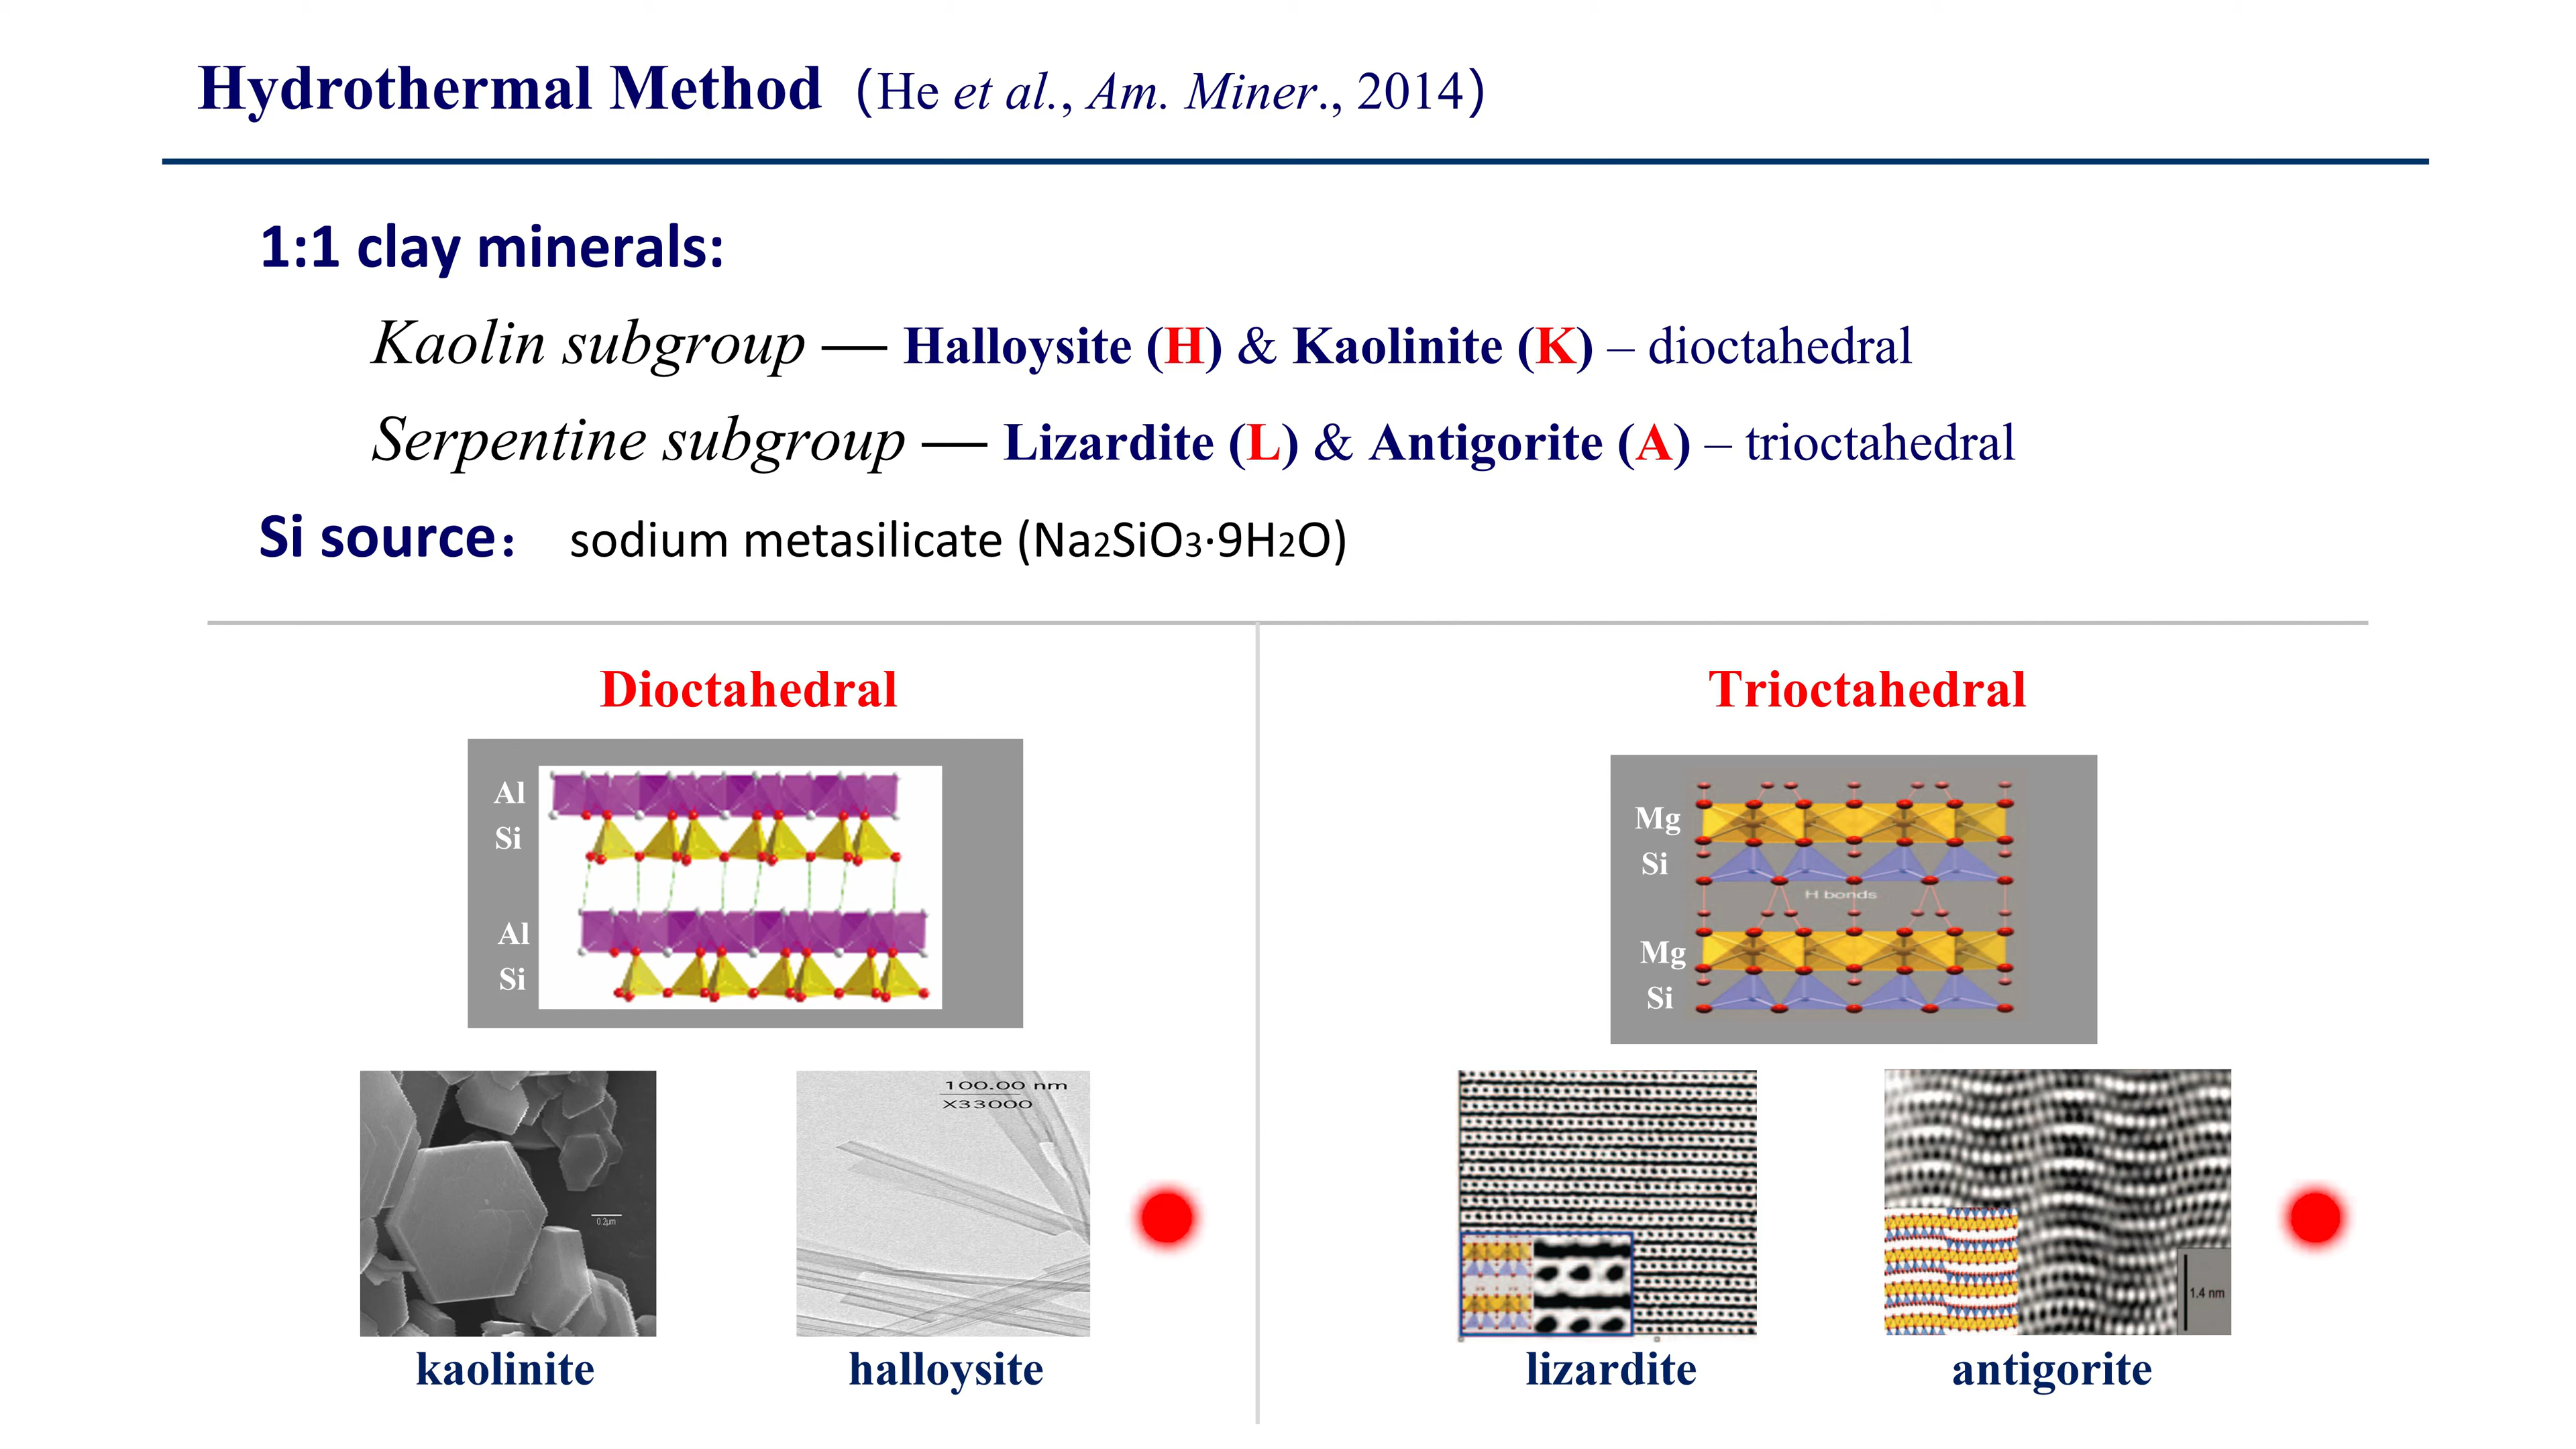 Hydrothermal Method (He et al., Am. Miner., 2014)
1:1 clay minerals:
Kaolin subgroup — Halloysite (H) & Kaolinite (K) – dioctahedral
Serpentine subgroup — Lizardite (L) & Antigorite (A) – trioctahedral
Si source: sodium metasilicate (Na2SiO3·9H2O)
Dioctahedral
Al
Si
Al
Si
100.00 nm
X33000
0.2μm
kaolinite
halloysite
Trioctahedral
Mg
Si
H bonds
Mg
Si
1.4 nm
lizardite
antigorite